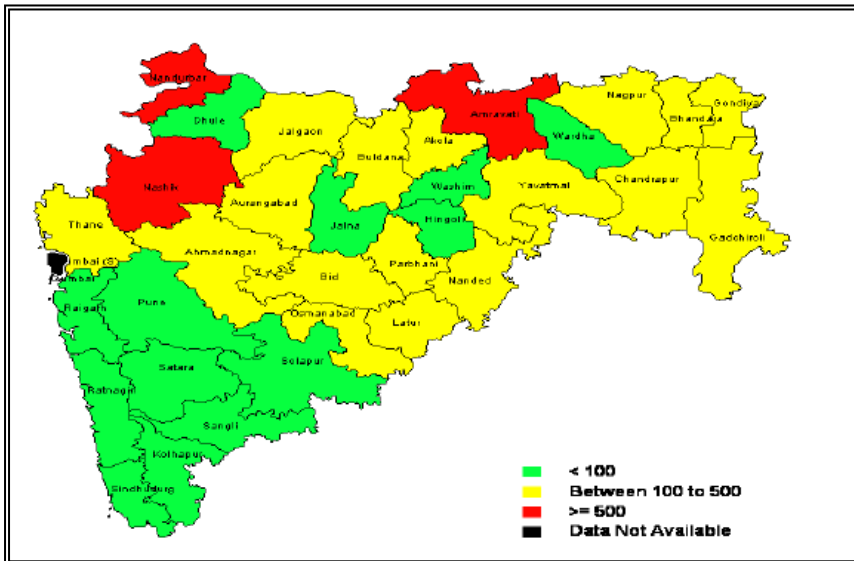 Nandurbar
Dhule
Jalgaon
Buldana
Akola
Amravati
Wardha
Nagpur
Bhandara
Gondiya
Nashik
Aurangabad
Jalna
Washim
Hingoli
Yavatmal
Chandrapur
Gadchiroli
Thane
Ahmadnagar
Bid
Parbhani
Nanded
Mumbai
Raigarh
Pune
Osmanabad
Latur
Satara
Solapur
Ratnagiri
Sangli
Kolhapur
Sindhudurg
< 100
Between 100 to 500
>= 500
Data Not Available